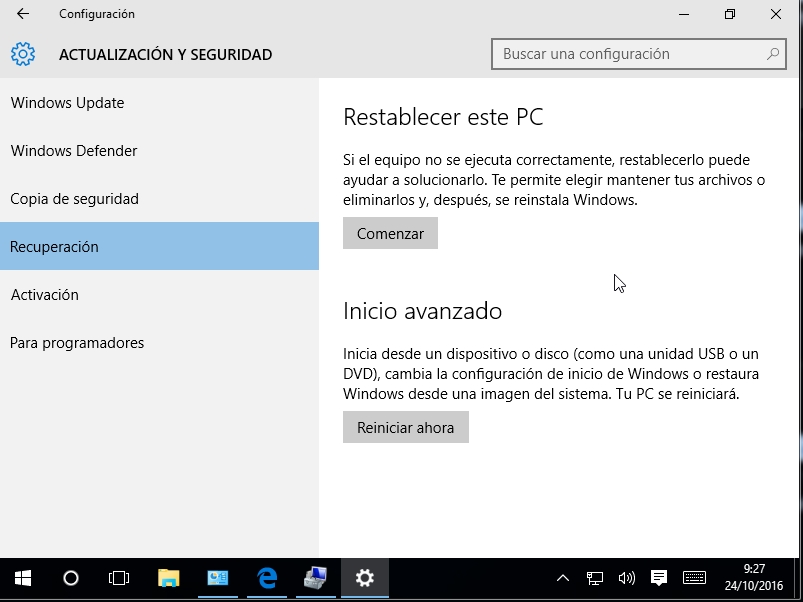 Configuración
ACTUALIZACIÓN Y SEGURIDAD
Buscar una configuración
Windows Update
Windows Defender
Copia de seguridad
Recuperación
Activación
Para programadores
Restablecer este PC
Si el equipo no se ejecuta correctamente, restablecerlo puede
ayudar a solucionarlo. Te permite elegir mantener tus archivos o
eliminarlos y, después, se reinstala Windows.
Comenzar
Inicio avanzado
Inicia desde un dispositivo o disco (como una unidad USB o un
DVD), cambia la configuración de inicio de Windows o restaura
Windows desde una imagen del sistema. Tu PC se reiniciará.
Reiniciar ahora
9:27
24/10/2016